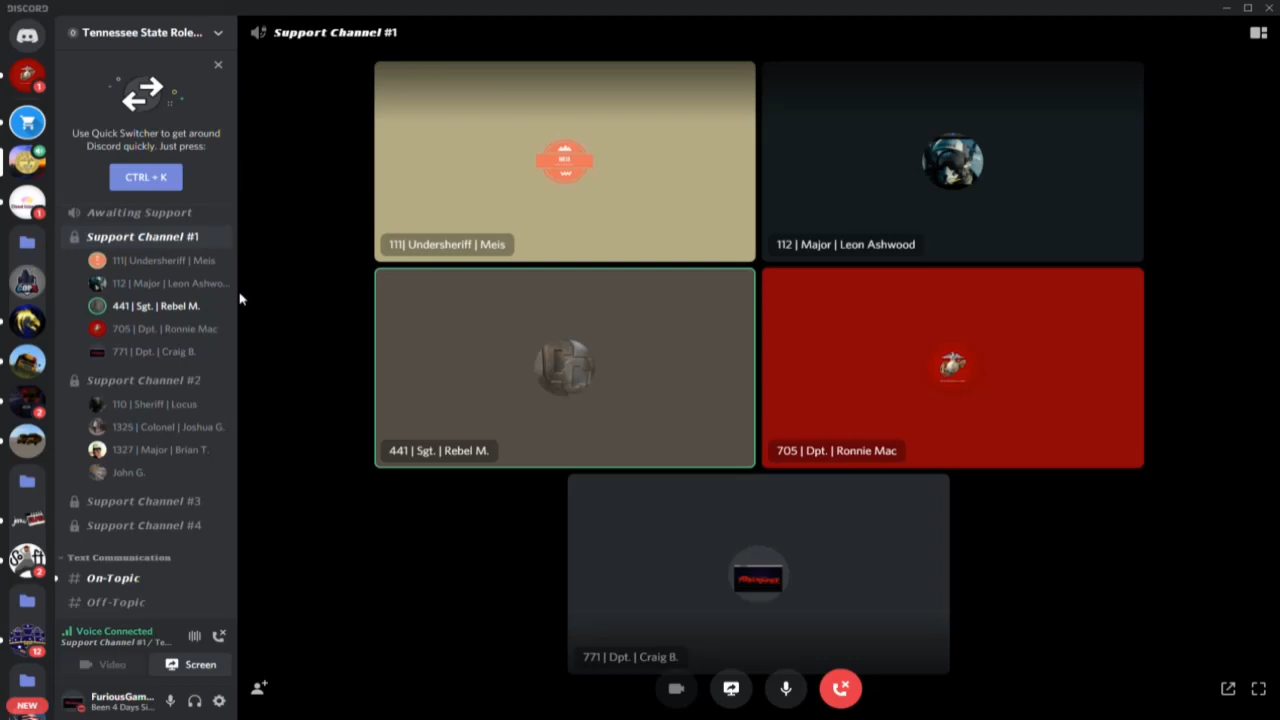 DISCORD
Tennessee State Role...
Use Quick Switcher to get around
Discord quickly. Just press:
CTRL + K
Awaiting Support
Support Channel #1
111| Undersheriff | Meis
112 | Major | Leon Ashwo...
441 | Sgt. | Rebel M.
705 | Dpt. | Ronnie Mac
771 | Dpt. | Craig B.
Support Channel #2
110 | Sheriff | Locus
1325 | Colonel | Joshua G.
1327 | Major | Brian T.
John G.
Support Channel #3
Support Channel #4
Text Communication
On-Topic
Off-Topic
Voice Connected
Support Channel #1/ Te...
Video
Screen
FuriousGam...
Been 4 Days Si...
1
1
2
2
12
NEW
Support Channel #1
111| Undersheriff | Meis
112 | Major | Leon Ashwood
441 | Sgt. | Rebel M.
705 | Dpt. | Ronnie Mac
771 | Dpt. | Craig B.